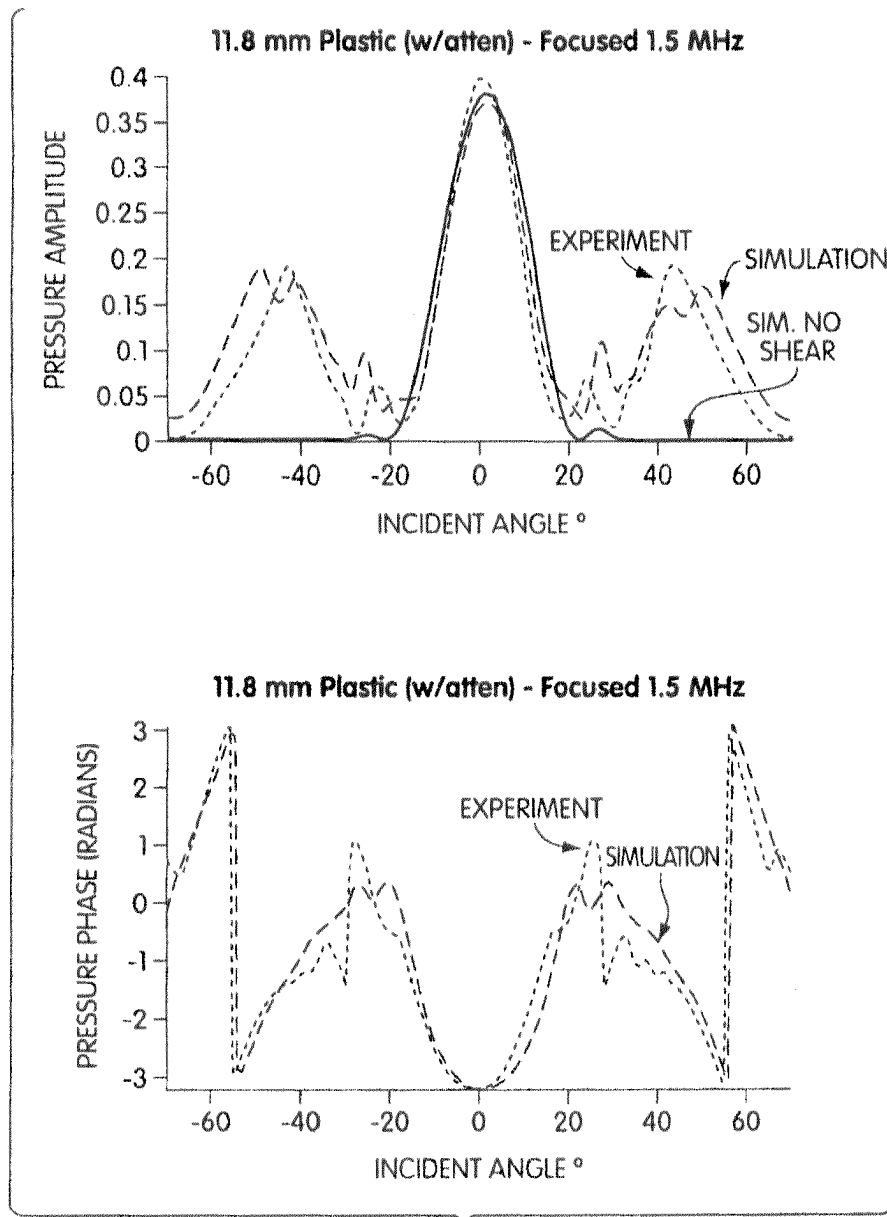 11.8 mm Plastic (w/atten) - Focused 1.5 MHz
PRESSURE AMPLITUDE
0.4
0.35
0.3
0.25
0.2
0.15
0.1
0.05
0
EXPERIMENT
SIMULATION
SIM. NO
SHEAR
-60 -40 -20 0 20 40 60
INCIDENT ANGLE º
11.8 mm Plastic (w/atten) - Focused 1.5 MHz
PRESSURE PHASE (RADIANS)
3
2
1
0
-1
-2
-3
EXPERIMENT
SIMULATION
-60 -40 -20 0 20 40 60
INCIDENT ANGLE º